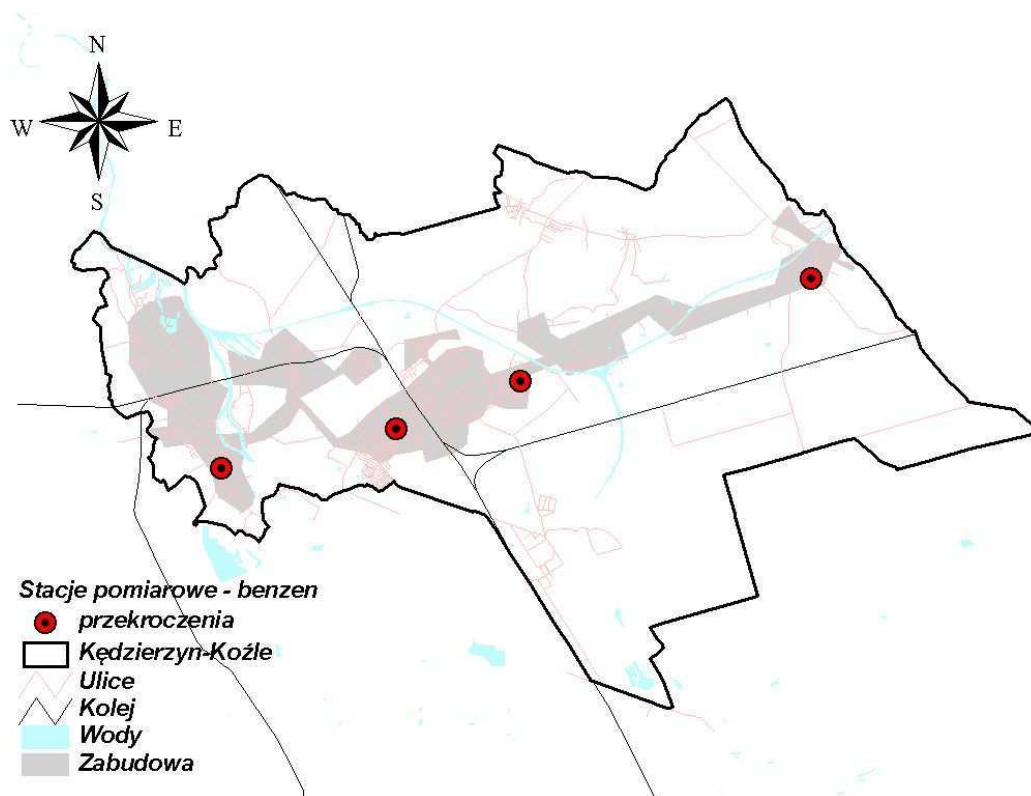 N
W E
S
Stacje pomiarowe - benzen
przekroczenia
Kędzierzyn-Koźle
Ulice
Kolej
Wody
Zabudowa